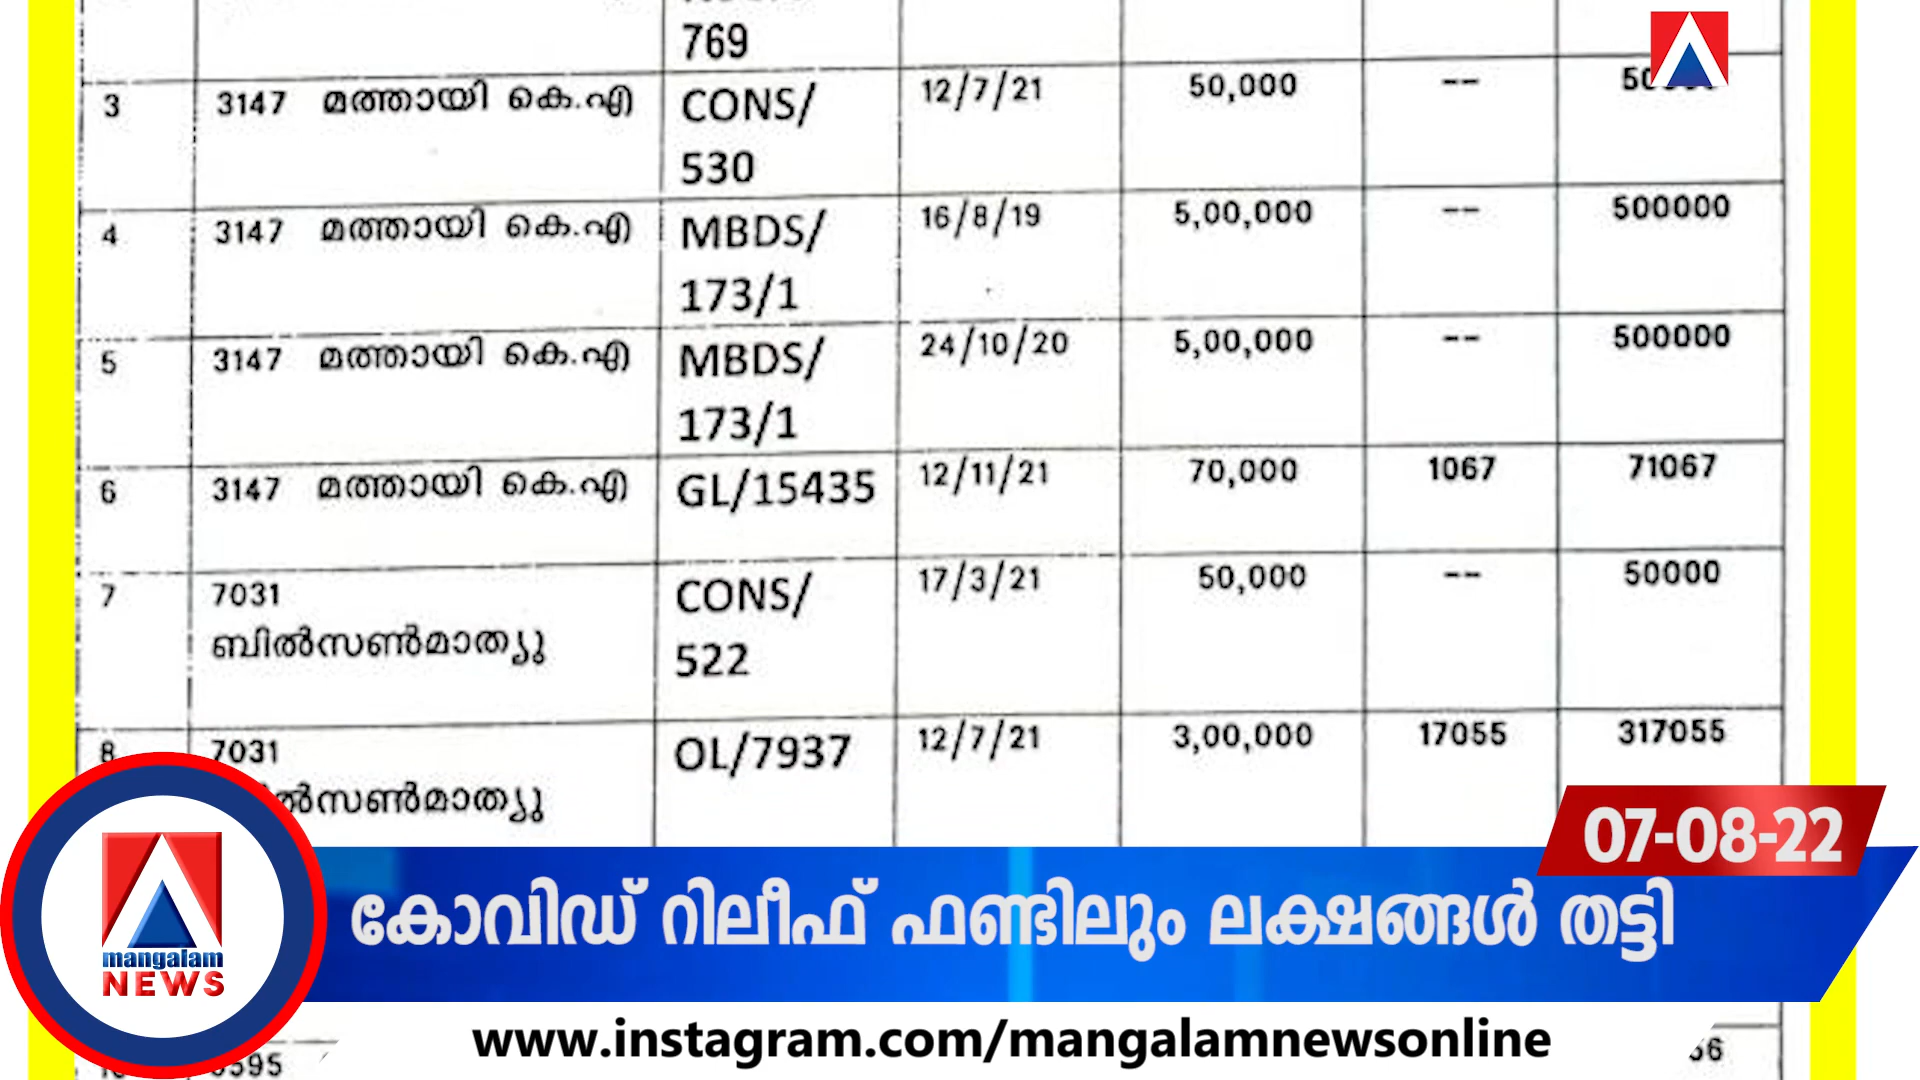 769
3 3147 മത്തായി കെ.എ CONS/ 12/7/21 50,000 --
530
4 3147 മത്തായി കെ.എ MBDS/ 16/8/19 5,00,000 -- 500000
173/1
5 3147 മത്തായി കെ.എ MBDS/ 24/10/20 5,00,000 -- 500000
173/1
6 3147 മത്തായി കെ.എ GL/15435 12/11/21 70,000 1067 71067
7 7031 CONS/ 17/3/21 50,000 -- 50000
ബിൽസൺമാത്യു 522
8 7031 OL/7937 12/7/21 3,00,000 17055 317055
07-08-22
കോവിഡ് റിലീഫ് ഫണ്ടിലും ലക്ഷങ്ങൾ തട്ടി
mangalam
NEWS
www.instagram.com/mangalamnewsonline